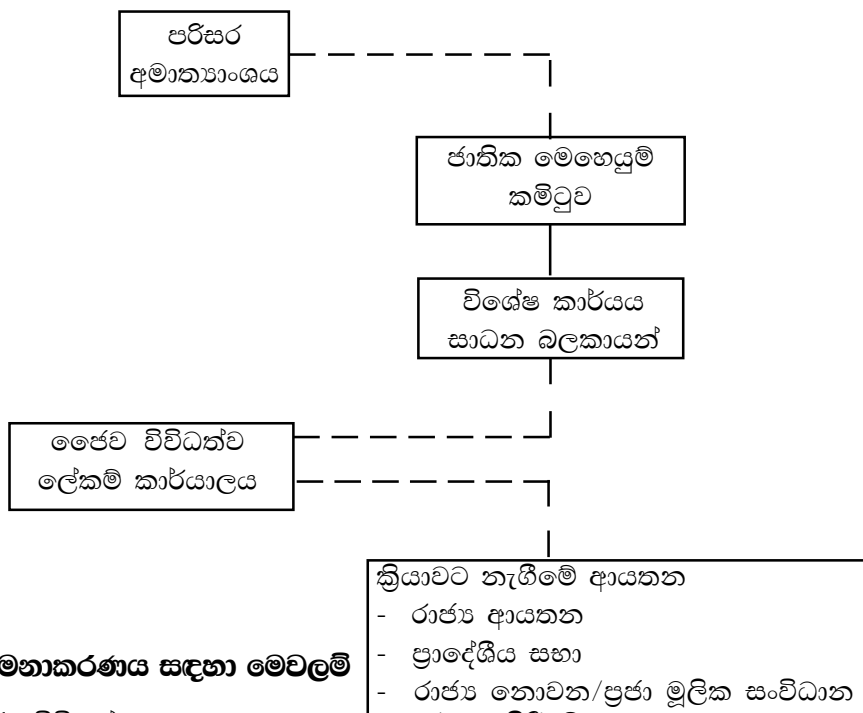 පරිසර
අමාත්‍යාංශය
ජාතික මෙහෙයුම්
කමිටුව
විශේෂ කාර්යය
සාධන බලකායන්
ජෛව විවිධත්ව
ලේකම් කාර්යාලය
ක්‍රියාවට නැගීමේ ආයතන
- රාජ්‍ය ආයතන
- ප්‍රාදේශීය සභා
- රාජ්‍ය නොවන/ප්‍රජා මූලික සංවිධාන
මනාකරණය සඳහා මෙවලම්